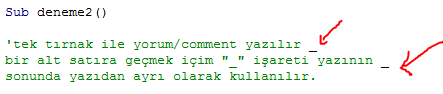 Sub deneme2()
'tek tırnak ile yorum/comment yazılır _
bir alt satıra geçmek içim "_" işareti yazının _
sonunda yazıdan ayrı olarak kullanılır.